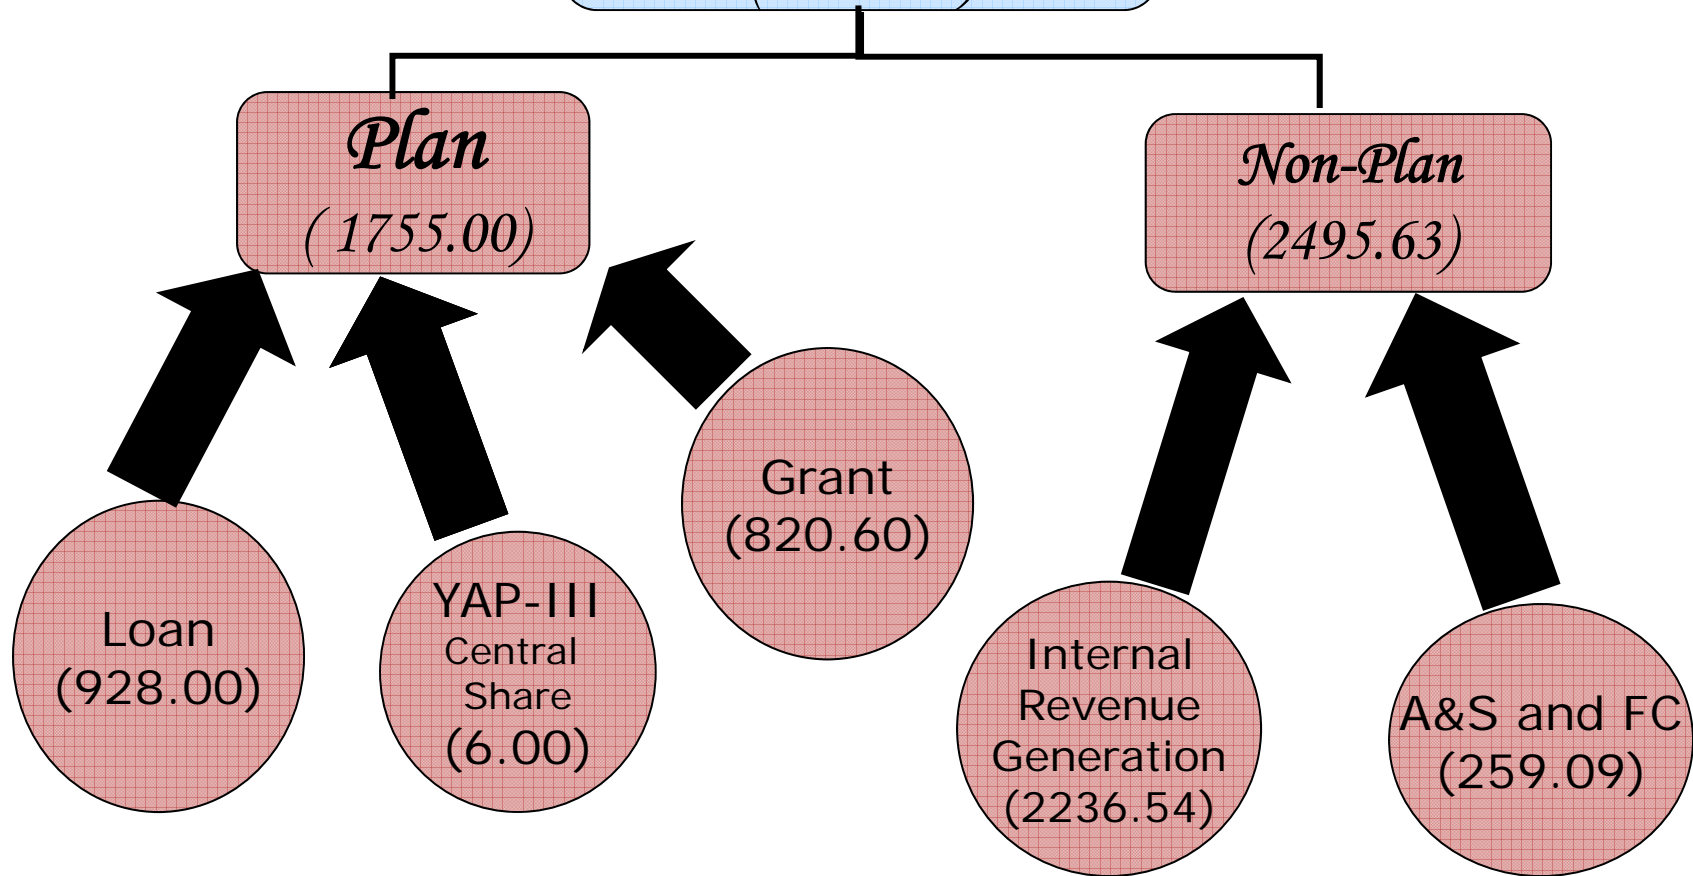 Plan
( 1755.00)
Non-Plan
(2495.63)
Loan
(928.00)
YAP-III
Central
Share
(6.00)
Grant
(820.60)
Internal
Revenue
Generation
(2236.54)
A&S and FC
(259.09)